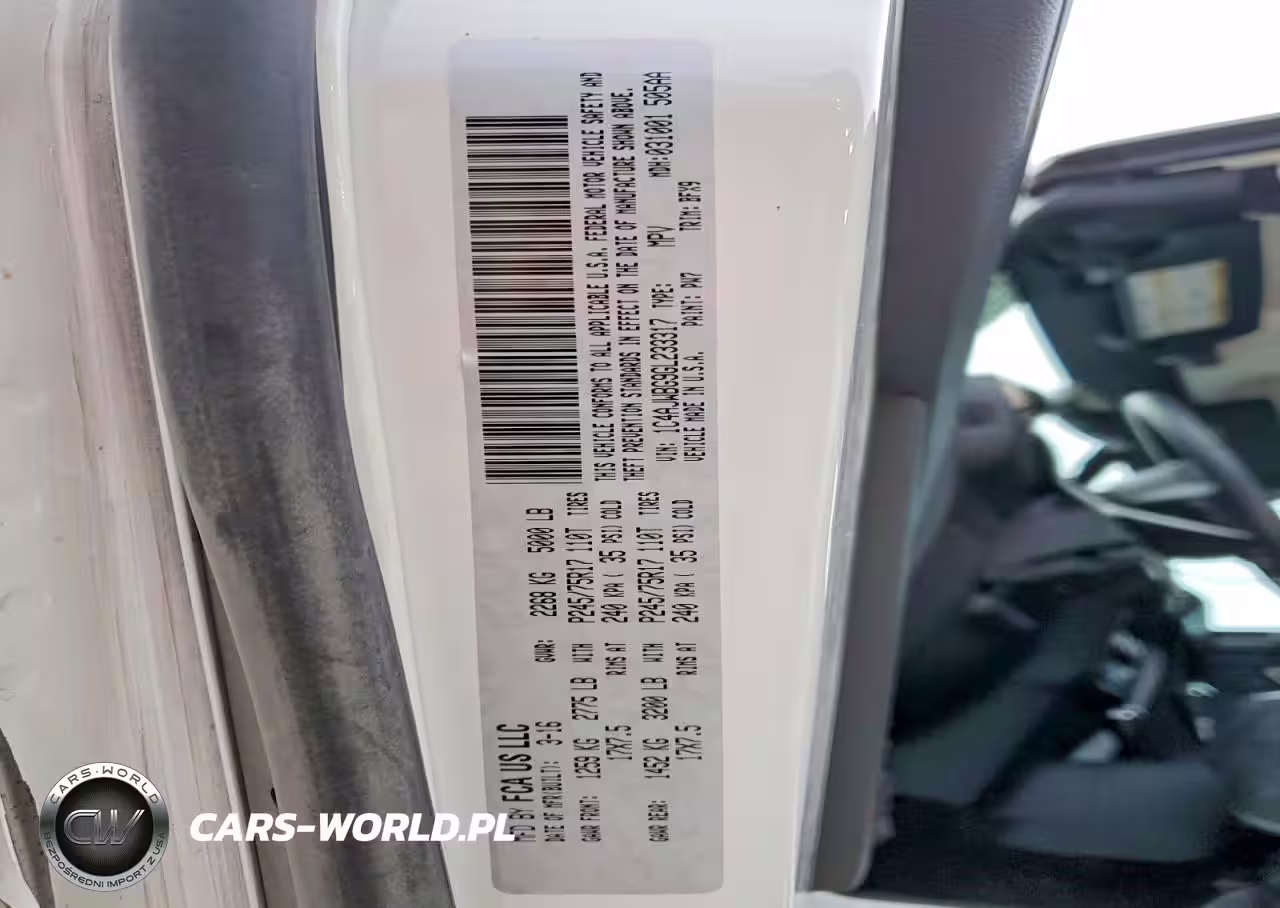 MFD BY FCA US LLC
DATE OF MFR(BUILT): 3-16 GVWR: 2268 KG 5000 LB
GAWR FRONT: 1259 KG 2775 LB WITH P245/75R17 110T TIRES
17X7.5 RIMS AT 240 KPA ( 35 PSI) COLD
GAWR REAR: 1452 KG 3200 LB WITH P245/75R17 110T TIRES
17X7.5 RIMS AT 240 KPA ( 35 PSI) COLD
THIS VEHICLE CONFORMS TO ALL APPLICABLE U.S.A. FEDERAL MOTOR VEHICLE SAFETY AND
THEFT PREVENTION STANDARDS IN EFFECT ON THE DATE OF MANUFACTURE SHOWN ABOVE.
VIN: 1C4AJWBG9GL233317 TYPE: MPV MDH:031001 505AA
VEHICLE MADE IN U.S.A. PAINT: PW7 TRIM: BFX9
CARS-WORLD
CW
BEZPOŚREDNI IMPORT Z USA
CARS-WORLD.PL